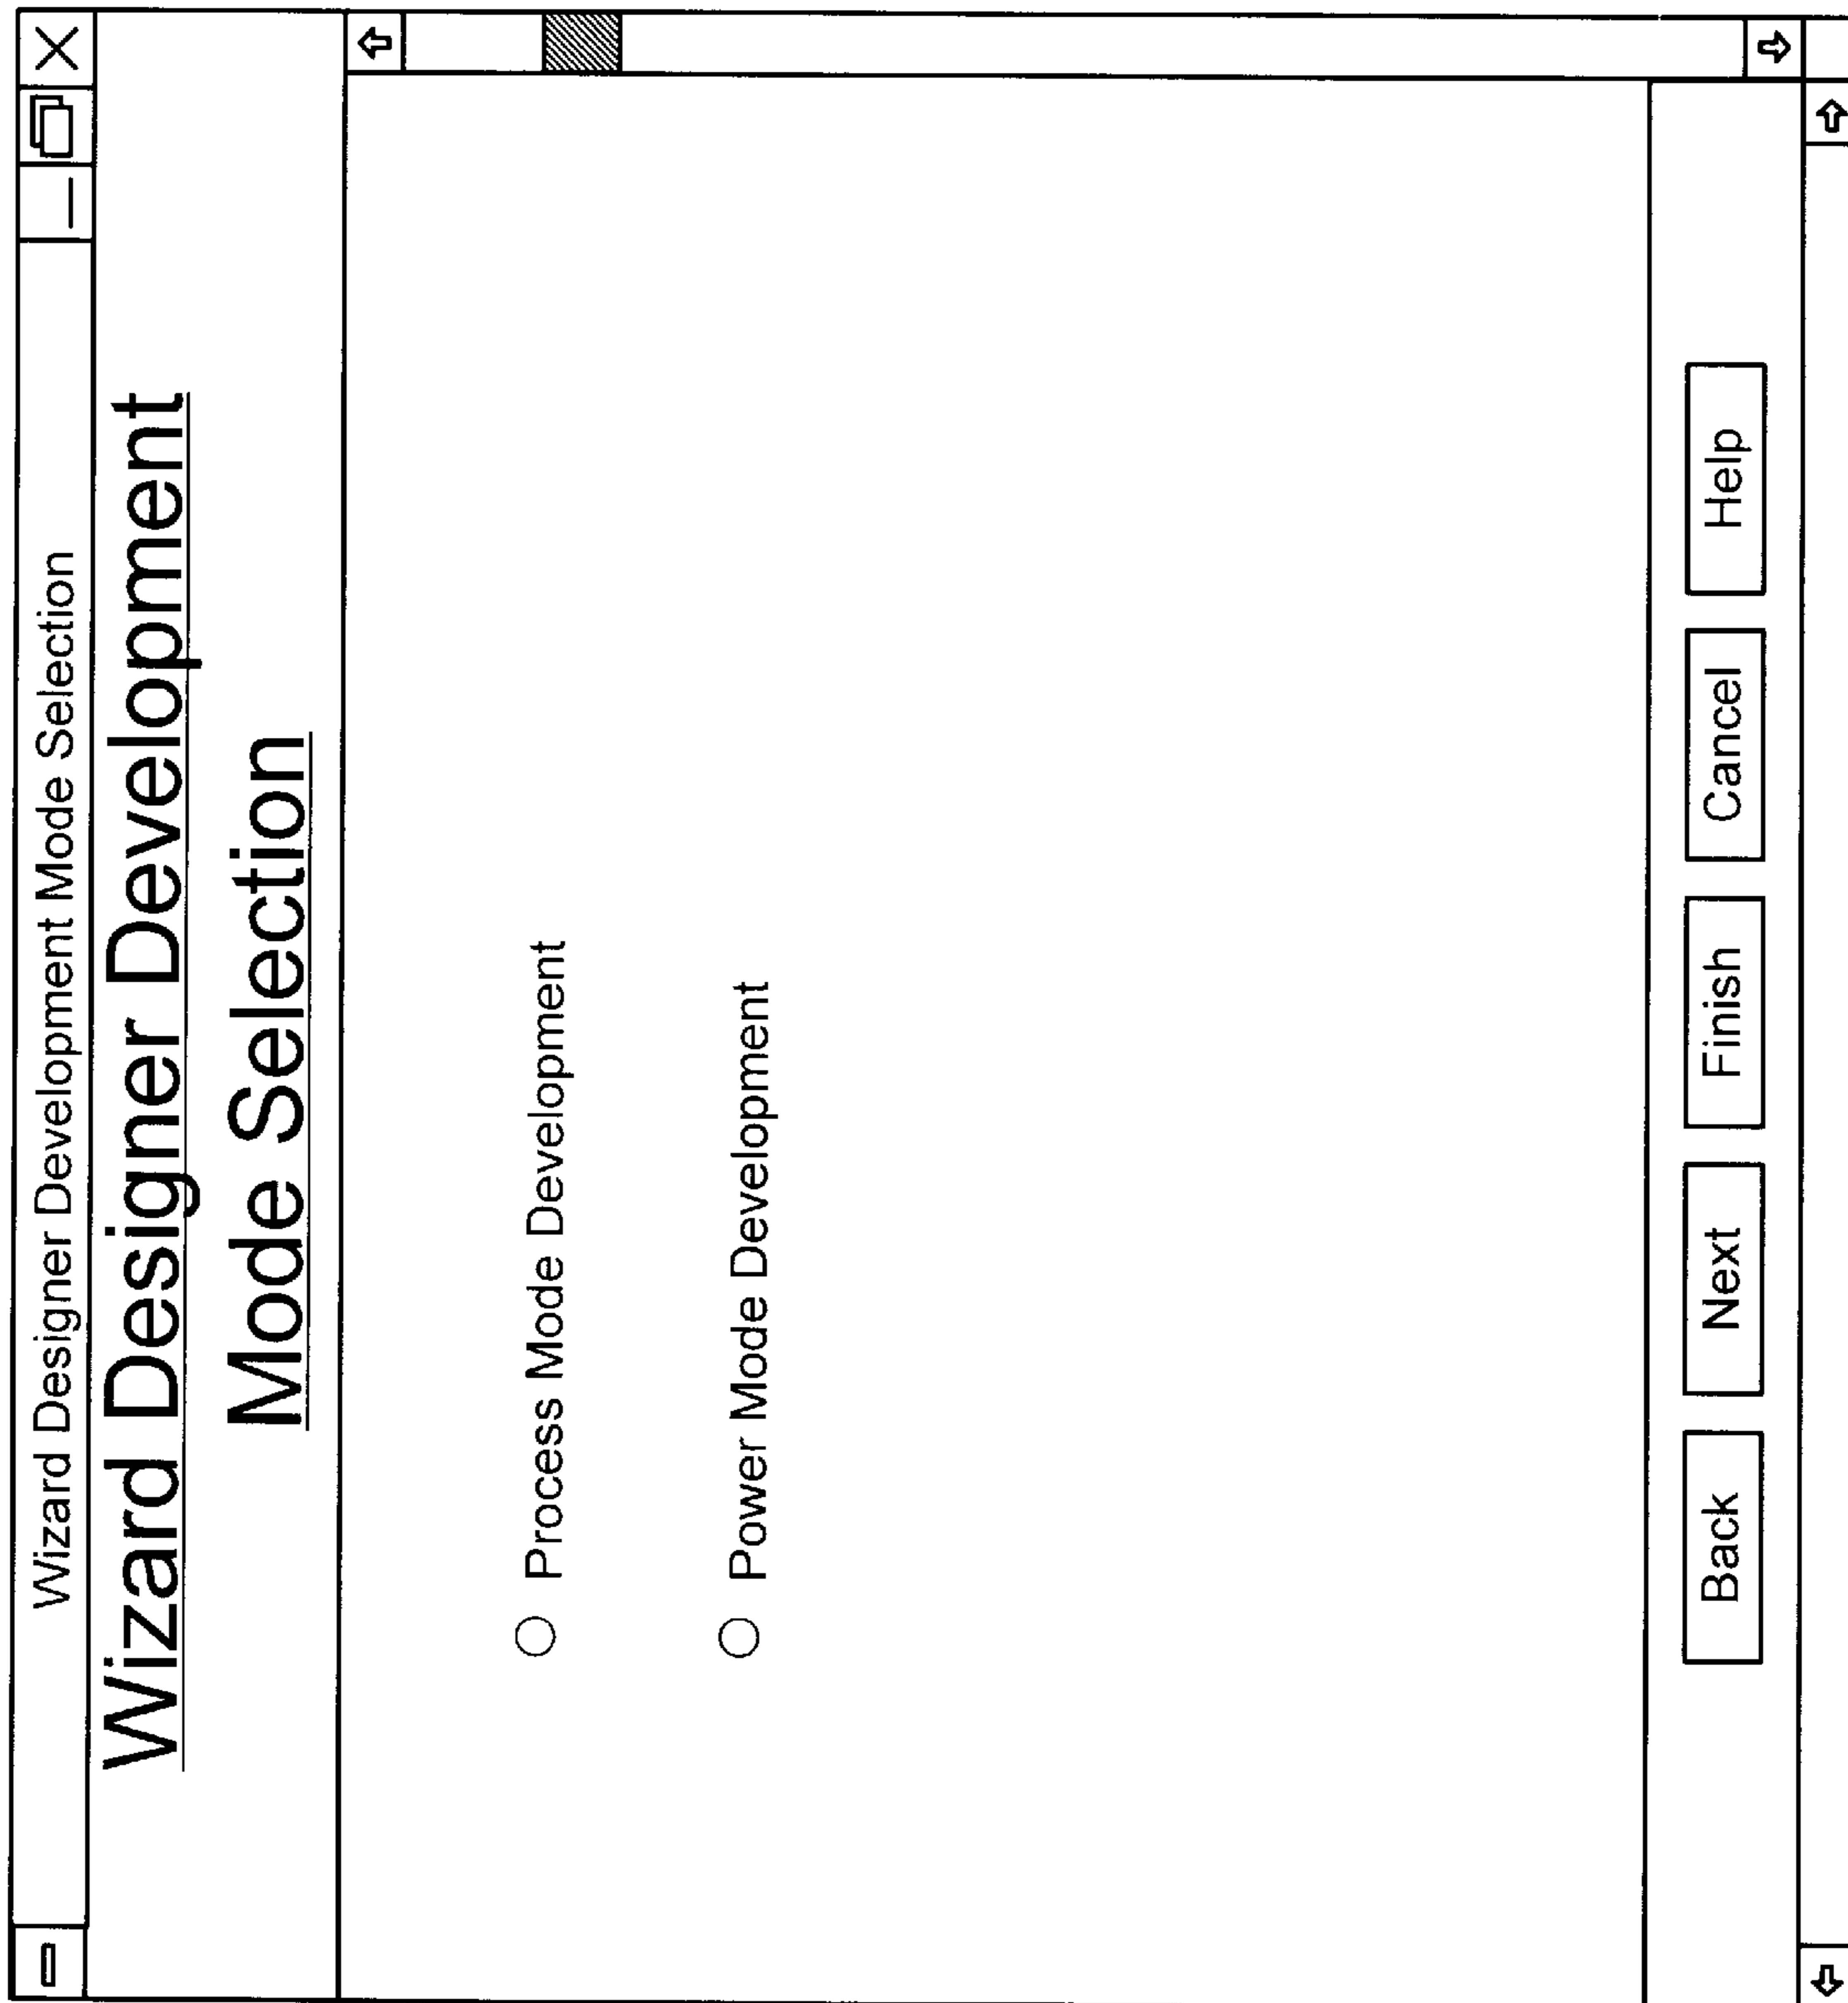 Wizard Designer Development Mode Selection
Wizard Designer Development
Mode Selection
Process Mode Development
Power Mode Development
Back Next Finish Cancel Help